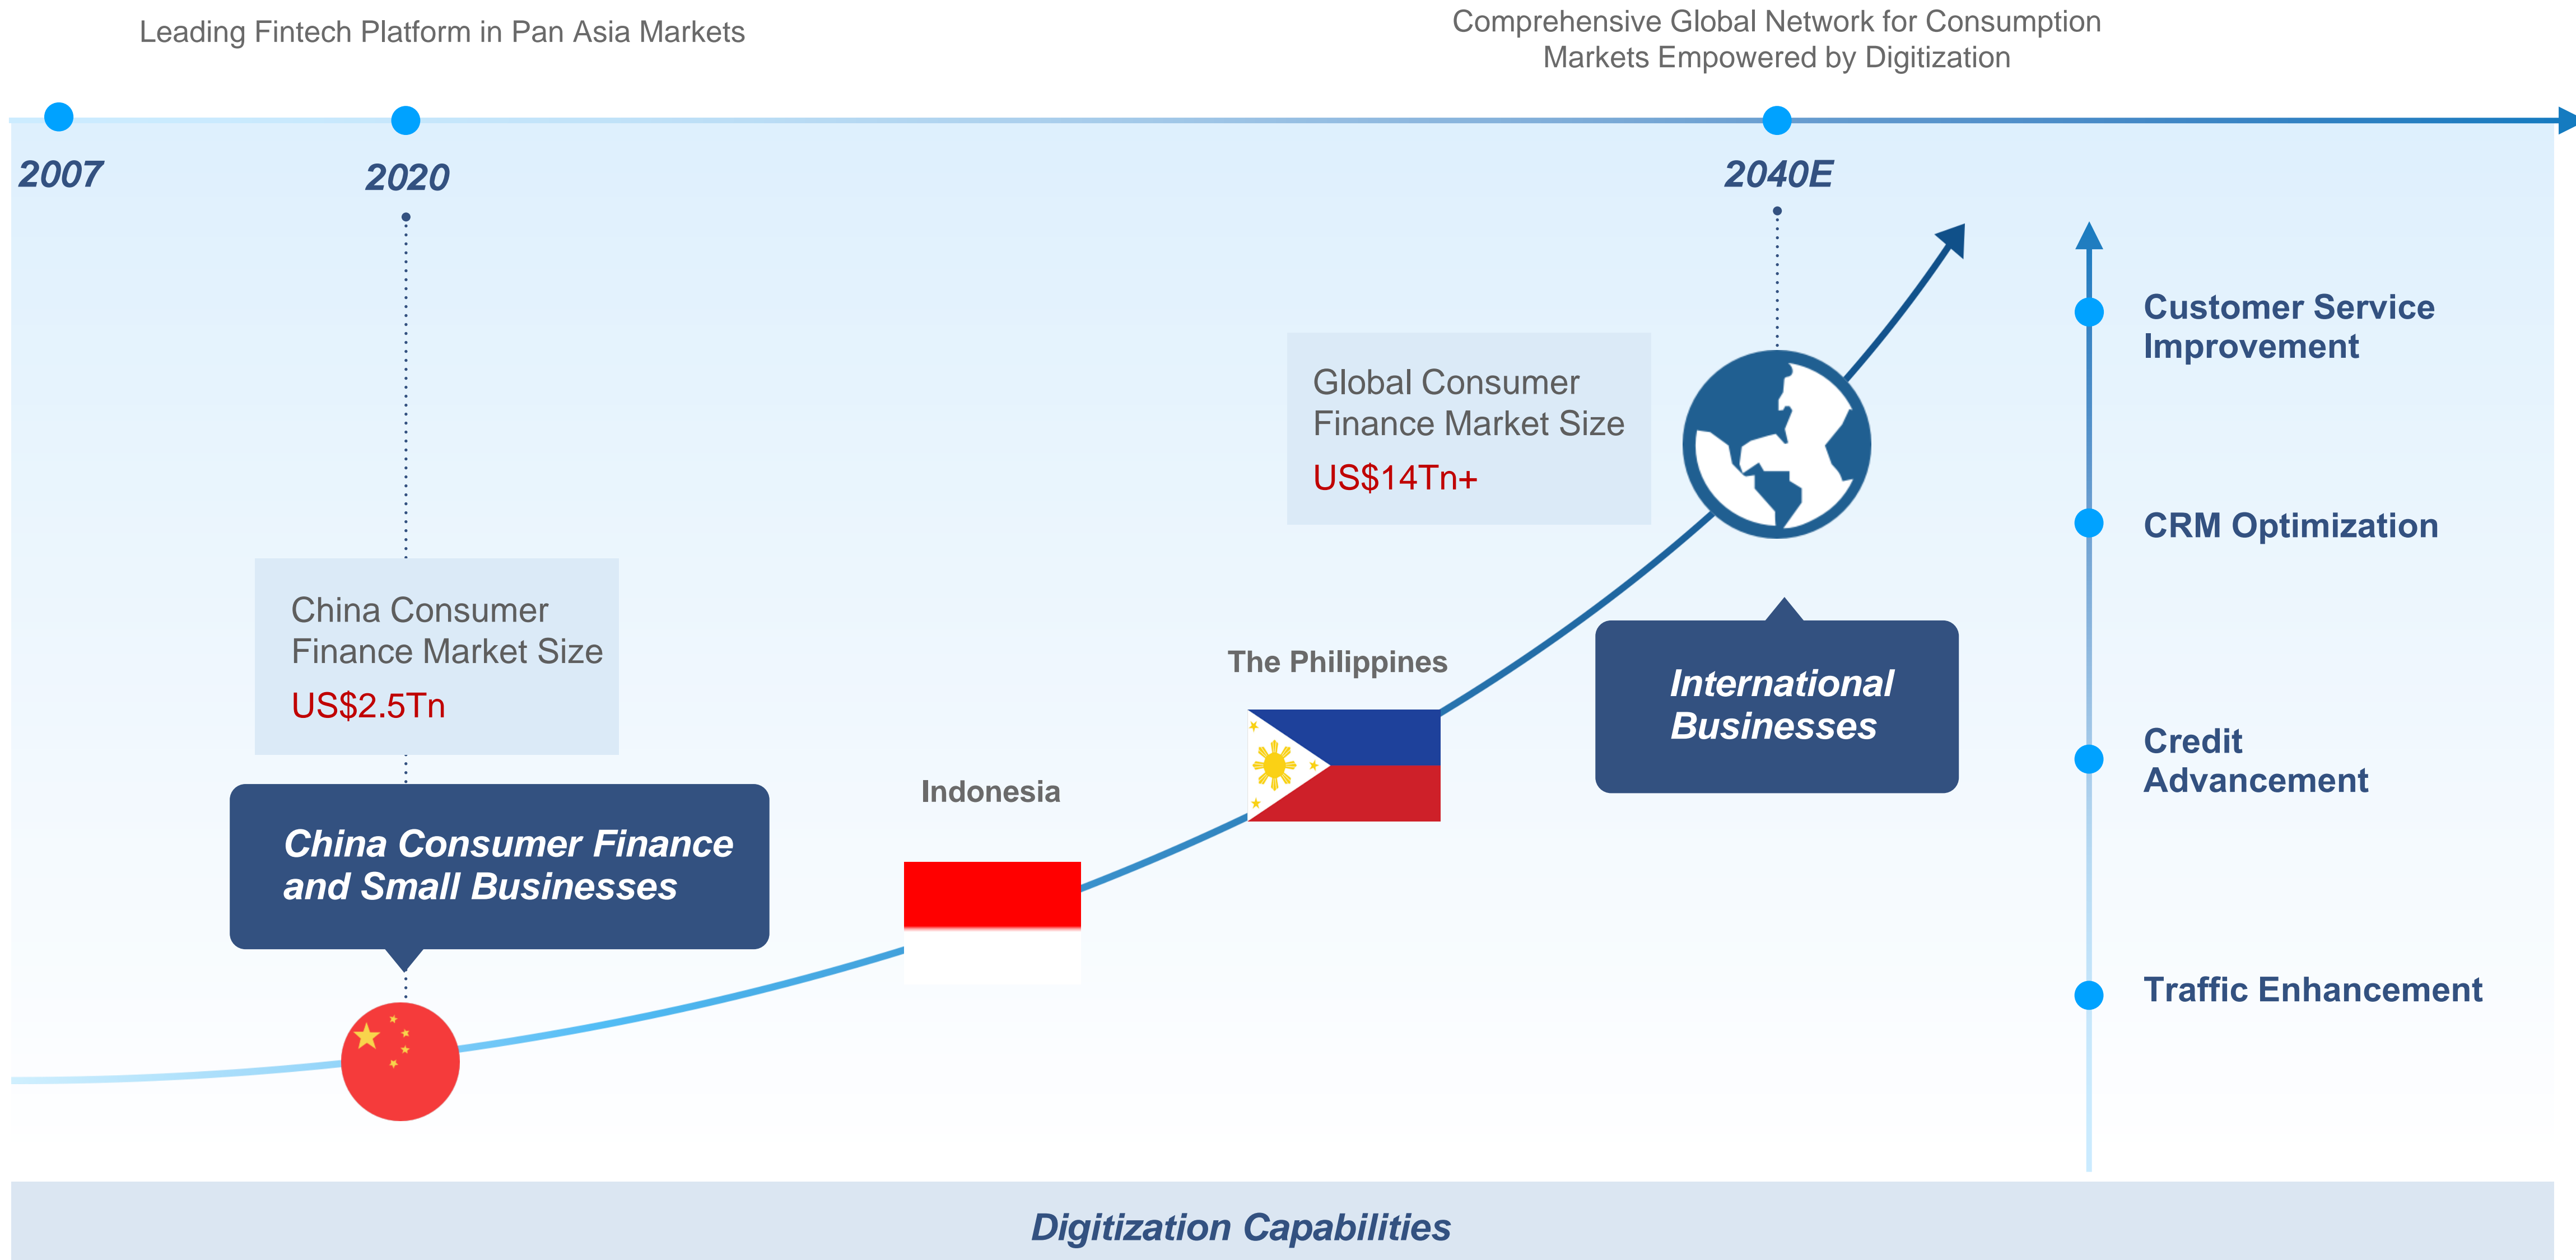 Leading Fintech Platform in Pan Asia Markets
Comprehensive Global Network for Consumption
Markets Empowered by Digitization
2007
2020
2040E
China Consumer
Finance Market Size
US$2.5Tn
China Consumer Finance
and Small Businesses
Indonesia
The Philippines
Global Consumer
Finance Market Size
US$14Tn+
International
Businesses
Customer Service
Improvement
CRM Optimization
Credit
Advancement
Traffic Enhancement
Digitization Capabilities